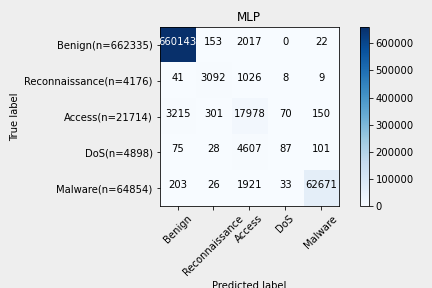 MLP
True label
Benign(n=662335) 660143 153 2017 0 22
Reconnaissance(n=4176) 41 3092 1026 8 9
Access(n=21714) 3215 301 17978 70 150
DoS(n=4898) 75 28 4607 87 101
Malware(n=64854) 203 26 1921 33 62671
Benign Reconnaissance Access DoS Malware
Predicted label
600000
500000
400000
300000
200000
100000
0